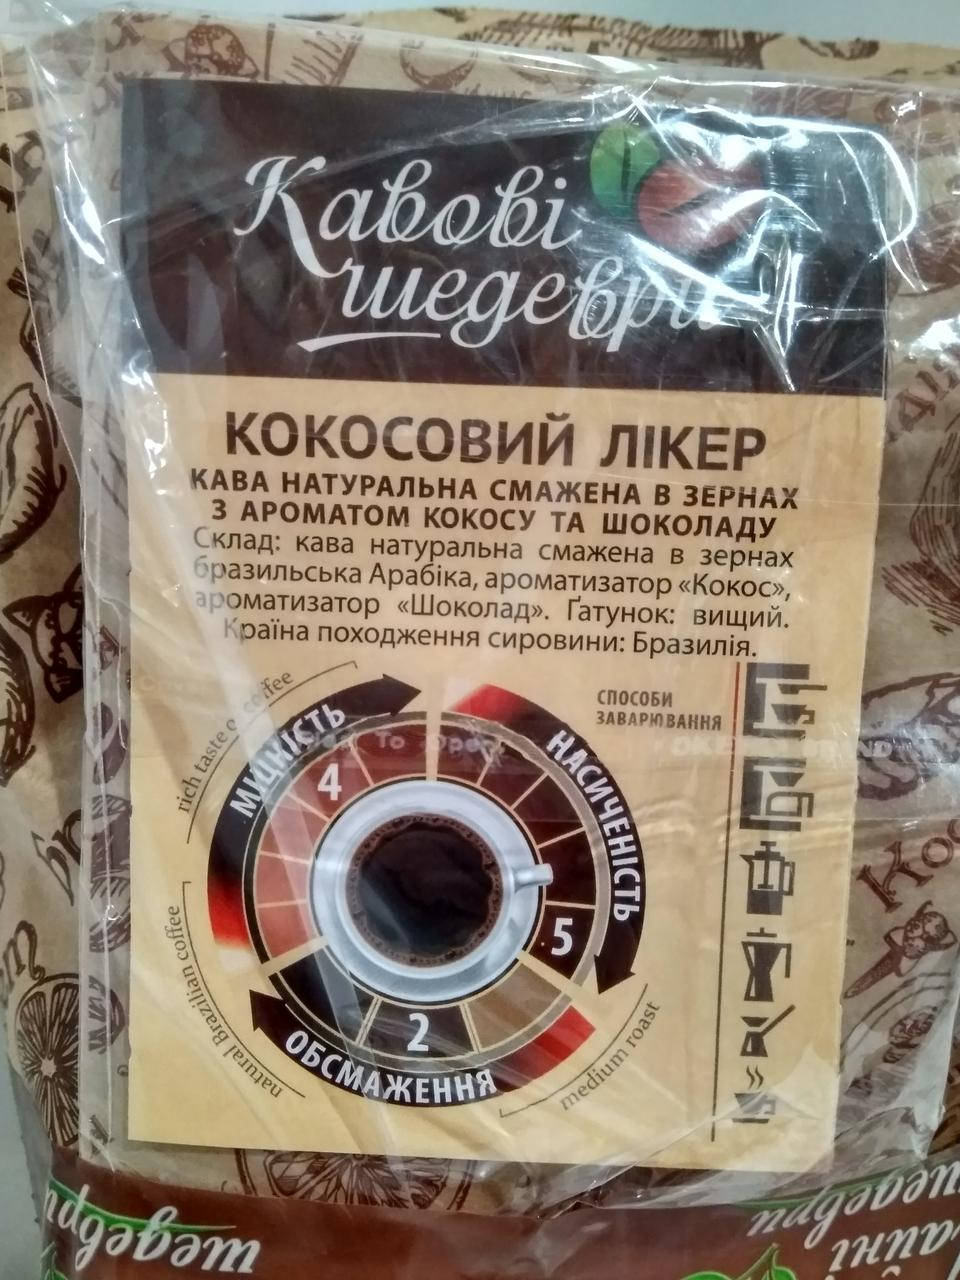 Кавові
шедеври
КОКОСОВИЙ ЛІКЕР
КАВА НАТУРАЛЬНА СМАЖЕНА В ЗЕРНАХ
З АРОМАТОМ КОКОСУ ТА ШОКОЛАДУ
Склад: кава натуральна смажена в зернах
бразильська Арабіка, ароматизатор «Кокос»,
ароматизатор «Шоколад». Ґатунок: вищий.
Країна походження сировини: Бразилія.
СПОСОБИ
ЗАВАРЮВАННЯ
rich taste of coffee
МІЦНІСТЬ
4
НАСИЧЕНІСТЬ
5
natural Brazilian coffee
2
ОБСМАЖЕННЯ
medium roast
шедеври
шедеври